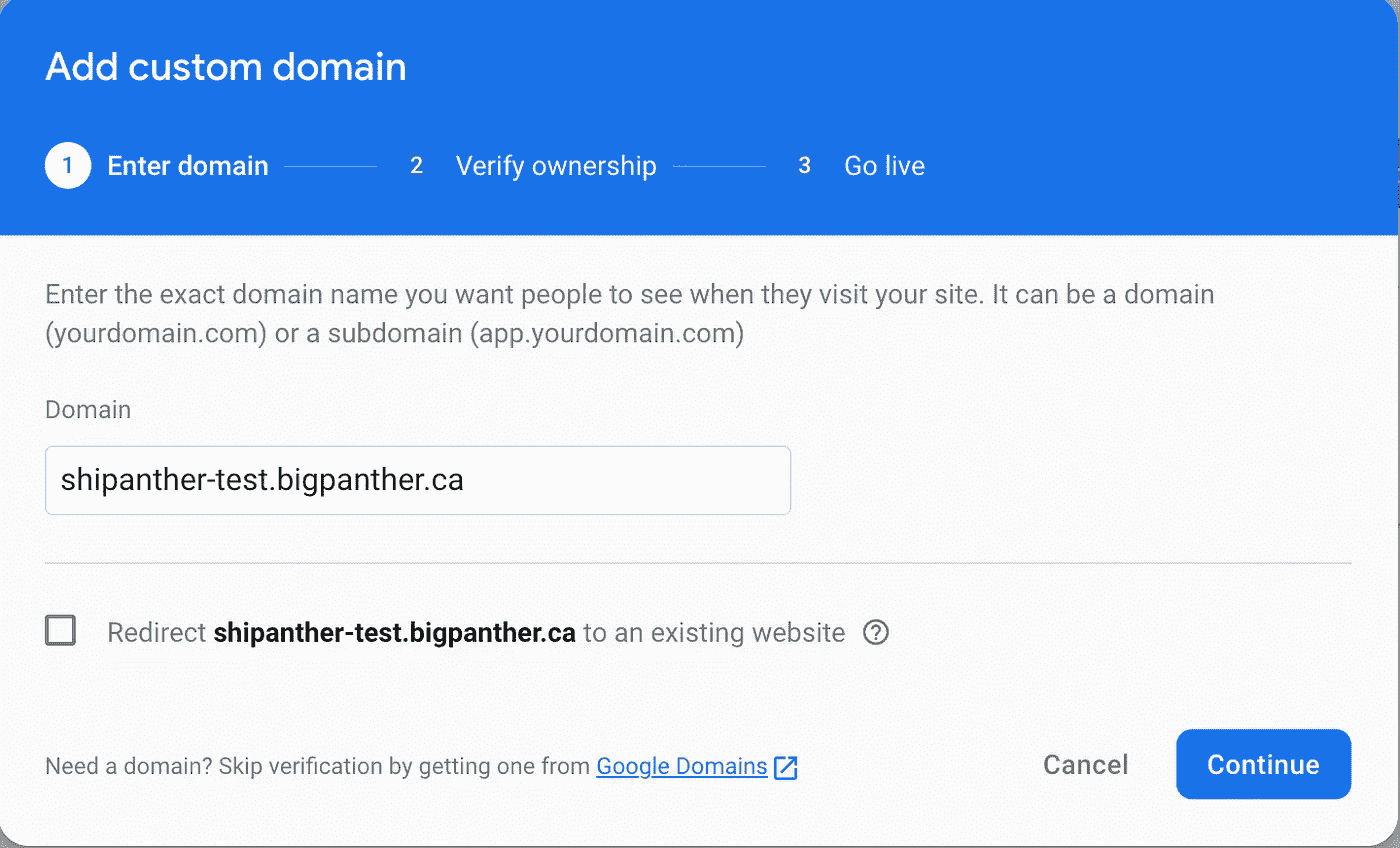 Add custom domain
1 Enter domain 2 Verify ownership 3 Go live
Enter the exact domain name you want people to see when they visit your site. It can be a domain
(yourdomain.com) or a subdomain (app.yourdomain.com)
Domain
shipanther-test.bigpanther.ca
Redirect shipanther-test.bigpanther.ca to an existing website ?
Need a domain? Skip verification by getting one from Google Domains
Cancel Continue